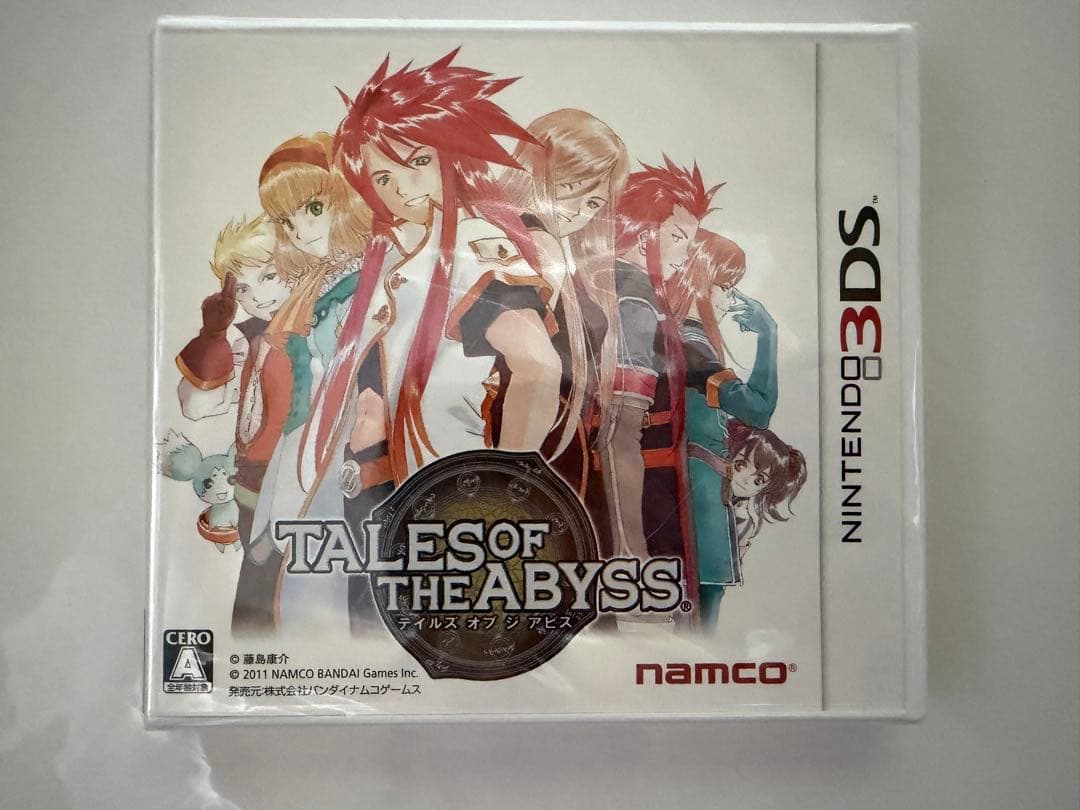 TALES OF
THE ABYSS®
テイルズ オブ ジ アビス
CERO
A
全年齢対象
© 藤島康介
© 2011 NAMCO BANDAI Games Inc.
発売元:株式会社バンダイナムコゲームス
namco®
NINTENDO3DS™